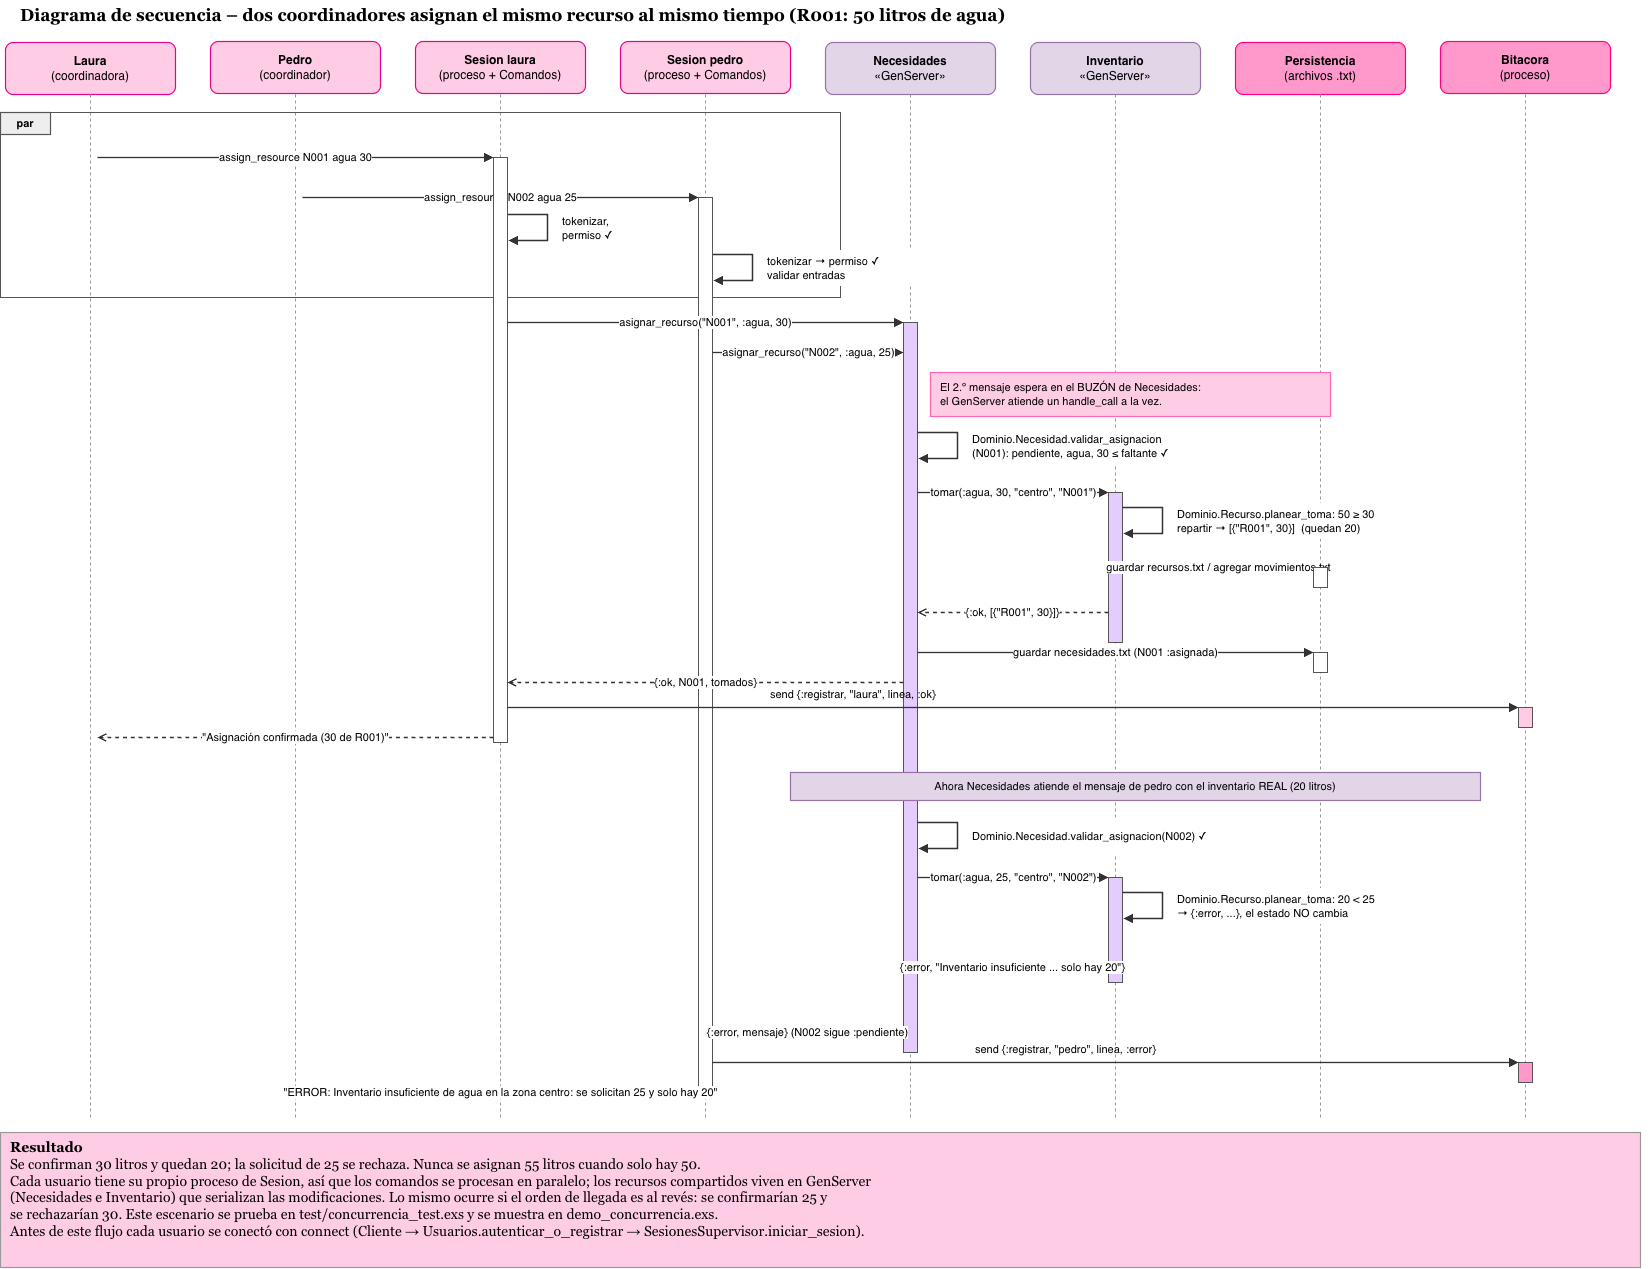 Diagrama de secuencia – dos coordinadores asignan el mismo recurso al mismo tiempo (R001: 50 litros de agua)
Laura
(coordinadora)
Pedro
(coordinador)
Sesion laura
(proceso + Comandos)
Sesion pedro
(proceso + Comandos)
Necesidades
«GenServer»
Inventario
«GenServer»
Persistencia
(archivos .txt)
Bitacora
(proceso)
par
assign_resource N001 agua 30
assign_resour N002 agua 25
tokenizar,
permiso ✓
tokenizar → permiso ✓
validar entradas
asignar_recurso("N001", :agua, 30)
asignar_recurso("N002", :agua, 25)
El 2.º mensaje espera en el BUZÓN de Necesidades:
el GenServer atiende un handle_call a la vez.
Dominio.Necesidad.validar_asignacion
(N001): pendiente, agua, 30 ≤ faltante ✓
tomar(:agua, 30, "centro", "N001")
Dominio.Recurso.planear_toma: 50 ≥ 30
repartir → [{"R001", 30}]  (quedan 20)
guardar recursos.txt / agregar movimientos.txt
{:ok, [{"R001", 30}]}
guardar necesidades.txt (N001 :asignada)
{:ok, N001, tomados}
send {:registrar, "laura", linea, :ok}
"Asignación confirmada (30 de R001)"
Ahora Necesidades atiende el mensaje de pedro con el inventario REAL (20 litros)
Dominio.Necesidad.validar_asignacion(N002) ✓
tomar(:agua, 25, "centro", "N002")
Dominio.Recurso.planear_toma: 20 < 25
→ {:error, ...}, el estado NO cambia
{:error, "Inventario insuficiente ... solo hay 20"}
{:error, mensaje} (N002 sigue :pendiente)
send {:registrar, "pedro", linea, :error}
"ERROR: Inventario insuficiente de agua en la zona centro: se solicitan 25 y solo hay 20"
Resultado
Se confirman 30 litros y quedan 20; la solicitud de 25 se rechaza. Nunca se asignan 55 litros cuando solo hay 50.
Cada usuario tiene su propio proceso de Sesion, así que los comandos se procesan en paralelo; los recursos compartidos viven en GenServer
(Necesidades e Inventario) que serializan las modificaciones. Lo mismo ocurre si el orden de llegada es al revés: se confirmarían 25 y
se rechazarían 30. Este escenario se prueba en test/concurrencia_test.exs y se muestra en demo_concurrencia.exs.
Antes de este flujo cada usuario se conectó con connect (Cliente → Usuarios.autenticar_o_registrar → SesionesSupervisor.iniciar_sesion).